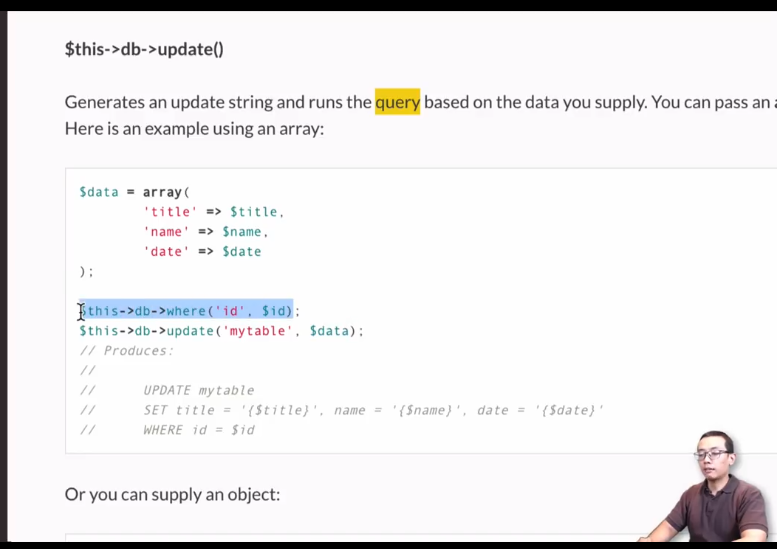 $this->db->update()
Generates an update string and runs the query based on the data you supply. You can pass an a
Here is an example using an array:
$data = array(
'title' => $title,
'name' => $name,
'date' => $date
);
$this->db->where('id', $id);
$this->db->update('mytable', $data);
// Produces:
//
// UPDATE mytable
// SET title = '{$title}', name = '{$name}', date = '{$date}'
// WHERE id = $id
Or you can supply an object: